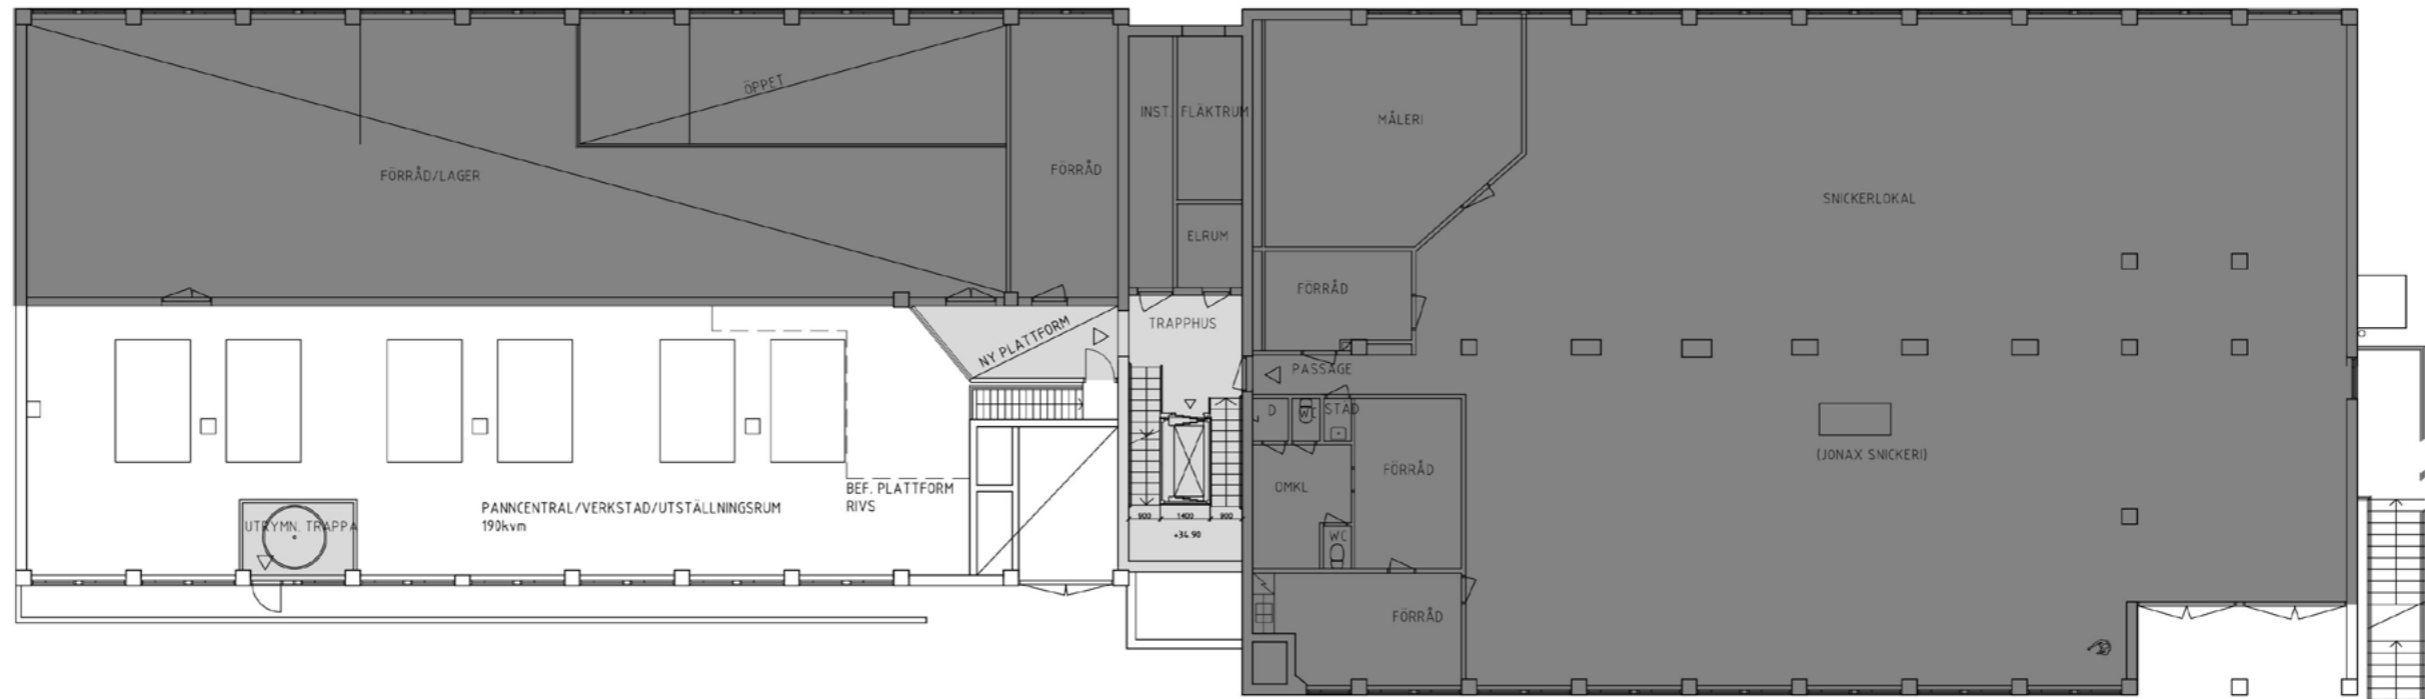 ÖPPET
INST.
FLÄKTRUM
MÅLERI
FÖRRÅD/LAGER
FÖRRÅD
SNICKERLOKAL
ELRUM
FÖRRÅD
TRAPPHUS
NY PLATTFORM
PASSAGE
D
WC
STÄD
(JONAX SNICKERI)
FÖRRÅD
OMKL
BEF. PLATTFORM
RIVS
PANNCENTRAL/VERKSTAD/UTSTÄLLNINGSRUM
190kvm
UTRYMN. TRAPPA
900
1400
900
+34.90
WC
FÖRRÅD